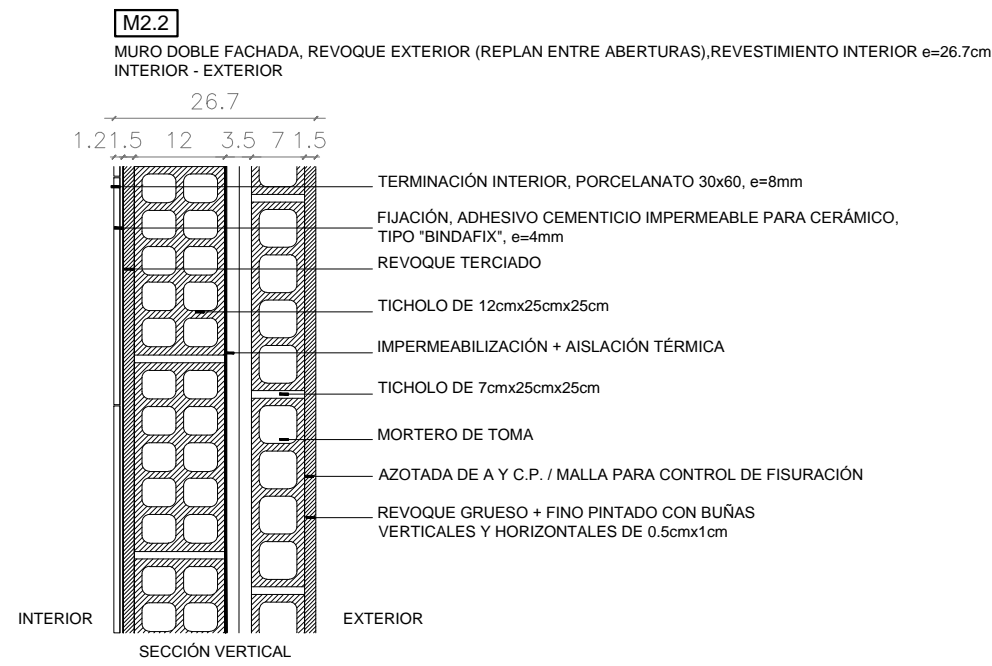 M2.2
MURO DOBLE FACHADA, REVOQUE EXTERIOR (REPLAN ENTRE ABERTURAS),REVESTIMIENTO INTERIOR e=26.7cm
INTERIOR - EXTERIOR
26.7
1.2 1.5 12 3.5 7 1.5
TERMINACIÓN INTERIOR, PORCELANATO 30x60, e=8mm
FIJACIÓN, ADHESIVO CEMENTICIO IMPERMEABLE PARA CERÁMICO,
TIPO "BINDAFIX", e=4mm
REVOQUE TERCIADO
TICHOLO DE 12cmx25cmx25cm
IMPERMEABILIZACIÓN + AISLACIÓN TÉRMICA
TICHOLO DE 7cmx25cmx25cm
MORTERO DE TOMA
AZOTADA DE A Y C.P. / MALLA PARA CONTROL DE FISURACIÓN
REVOQUE GRUESO + FINO PINTADO CON BUÑAS
VERTICALES Y HORIZONTALES DE 0.5cmx1cm
INTERIOR EXTERIOR
SECCIÓN VERTICAL